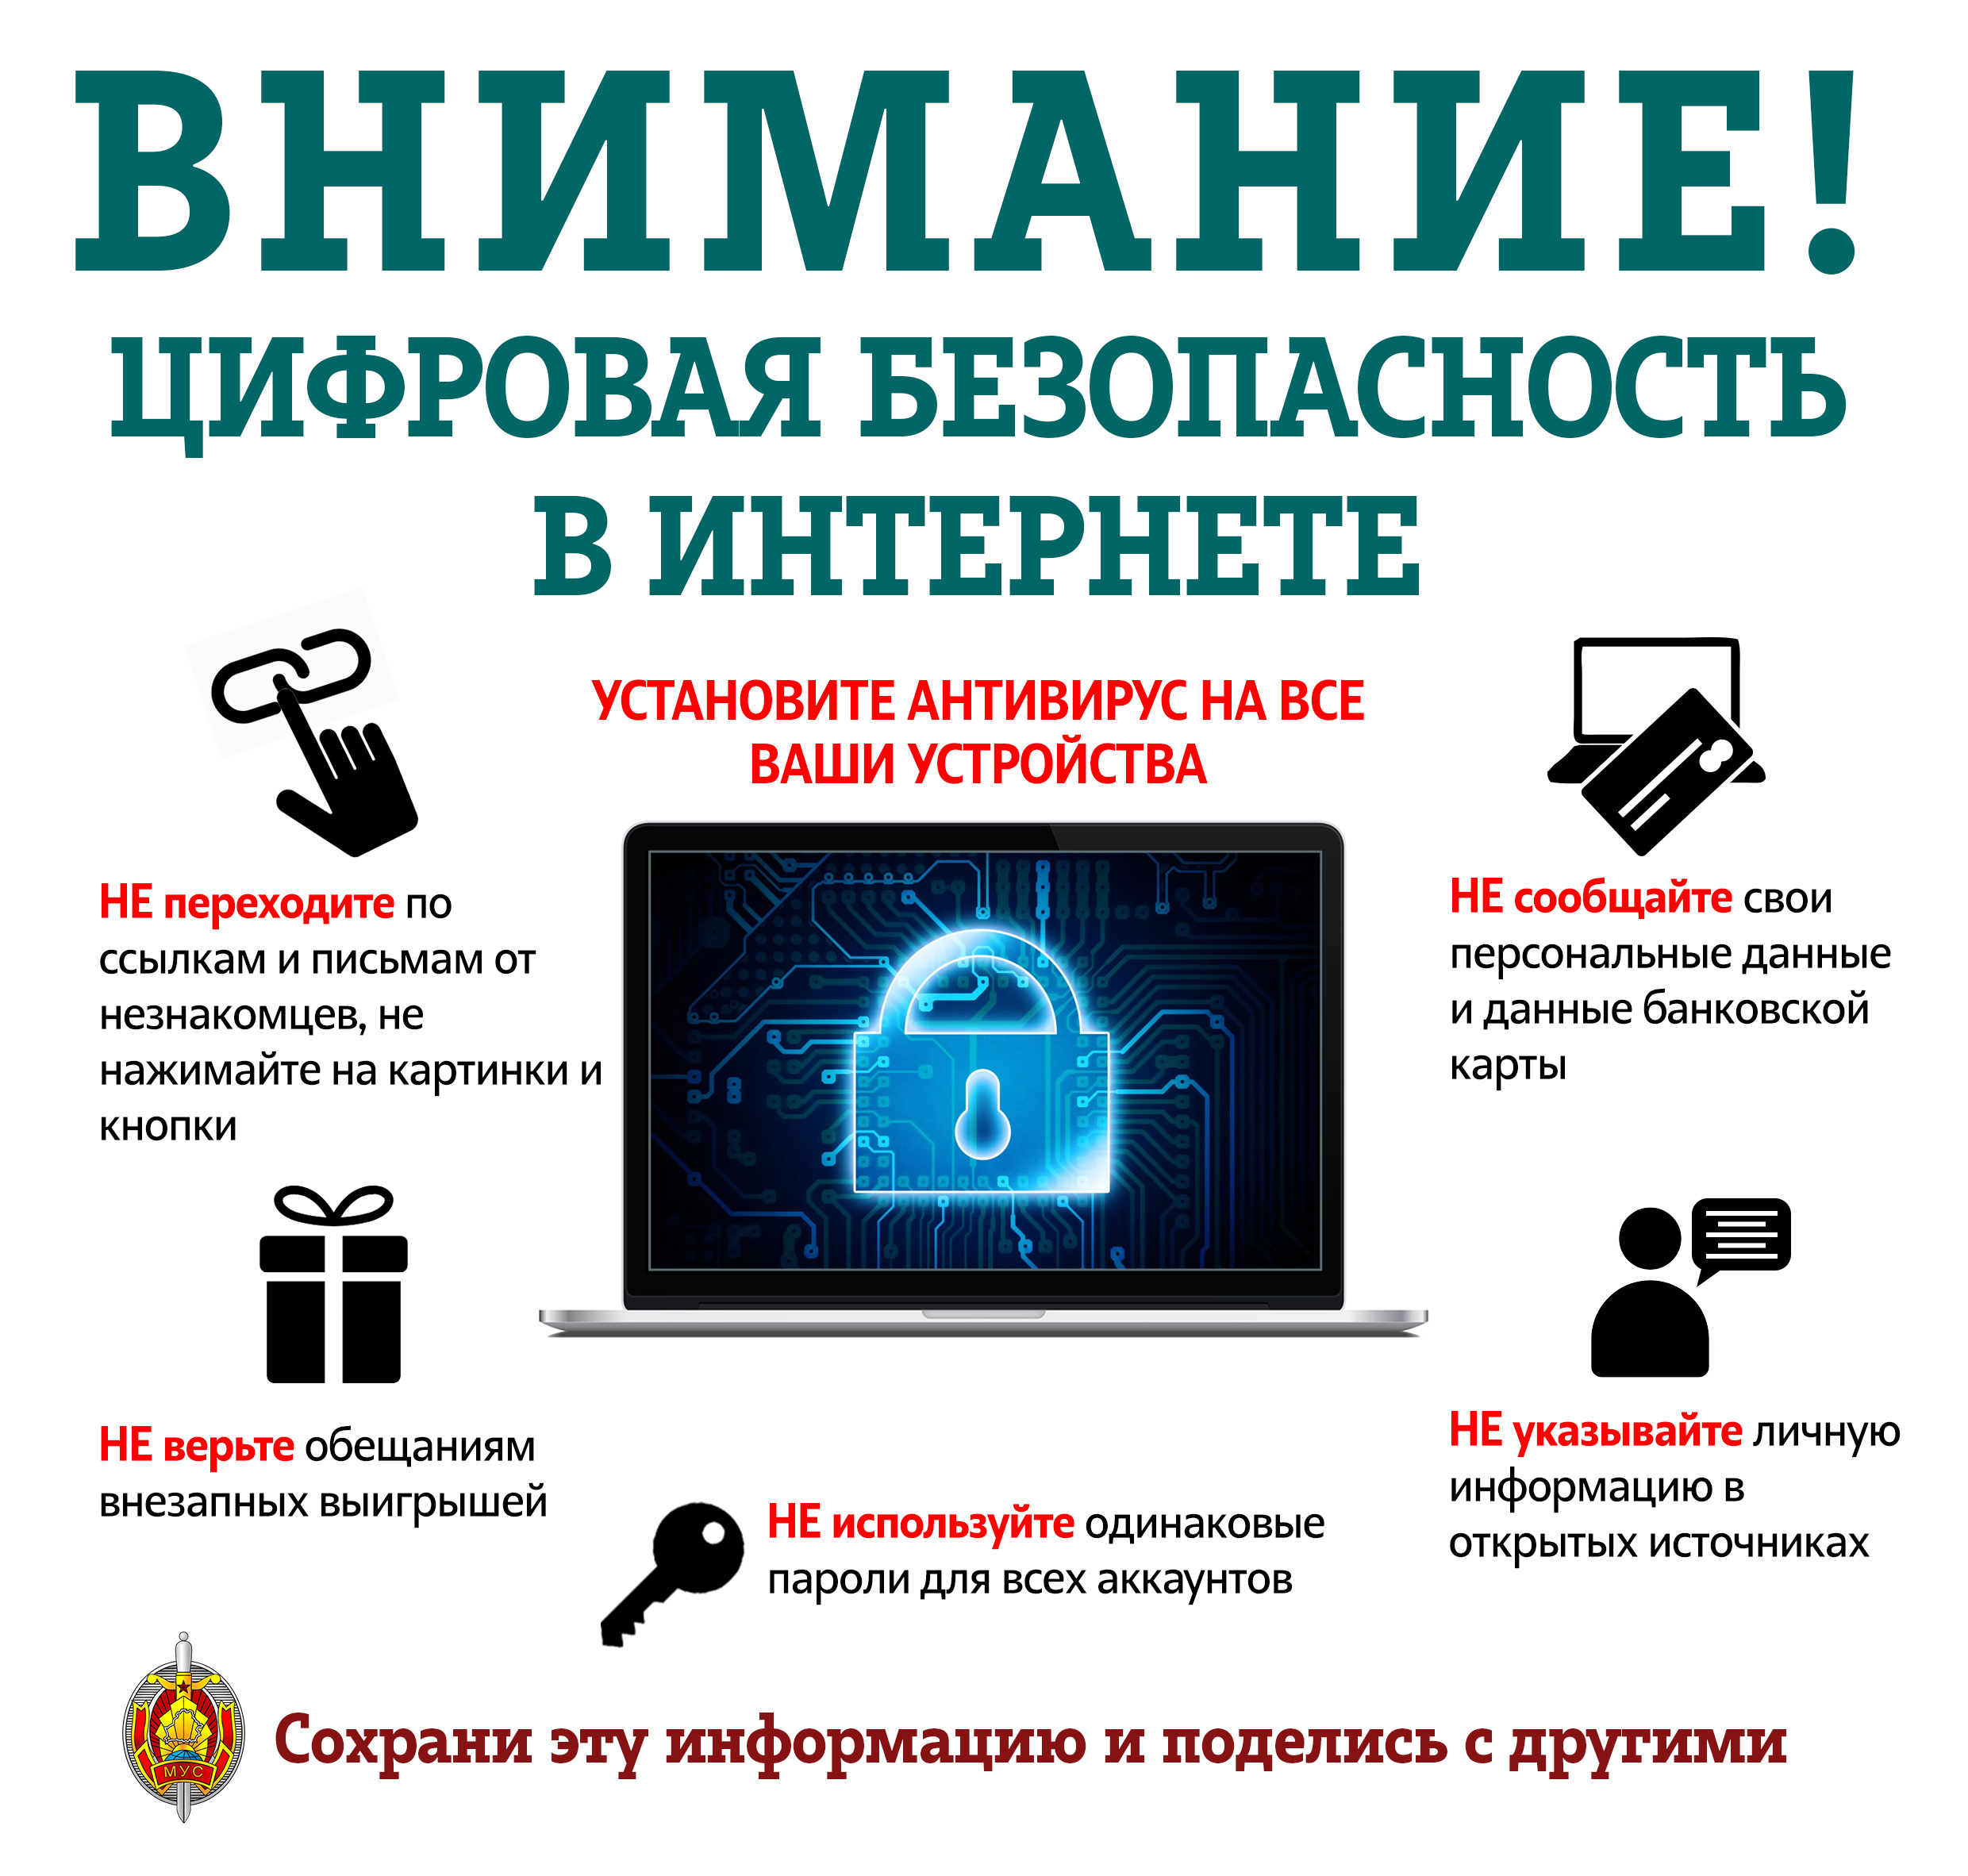 ВНИМАНИЕ!
ЦИФРОВАЯ БЕЗОПАСНОСТЬ
В ИНТЕРНЕТЕ
УСТАНОВИТЕ АНТИВИРУС НА ВСЕ
ВАШИ УСТРОЙСТВА
НЕ переходите по
ссылкам и письмам от
незнакомцев, не
нажимайте на картинки и
кнопки
НЕ сообщайте свои
персональные данные
и данные банковской
карты
НЕ верьте обещаниям
внезапных выигрышей
НЕ используйте одинаковые
пароли для всех аккаунтов
НЕ указывайте личную
информацию в
открытых источниках
МУС
Сохрани эту информацию и поделись с другими